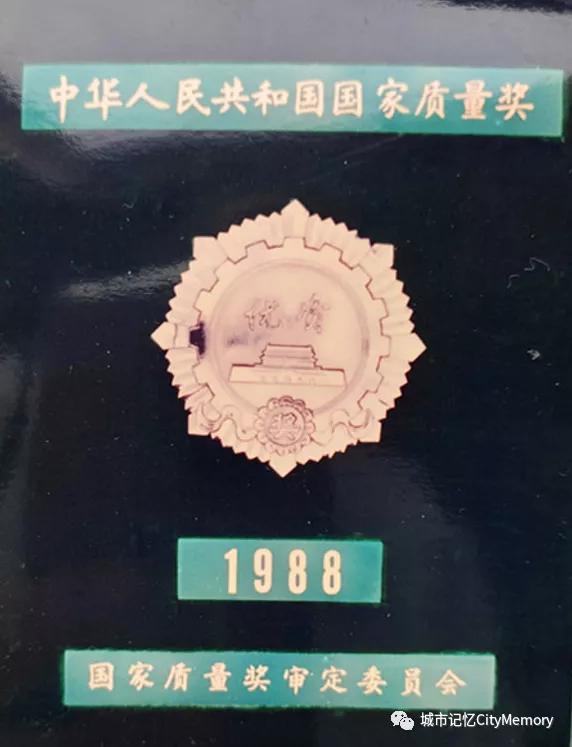 中华人民共和国国家质量奖
优质
奖
1988
国家质量奖审定委员会
城市记忆CityMemory